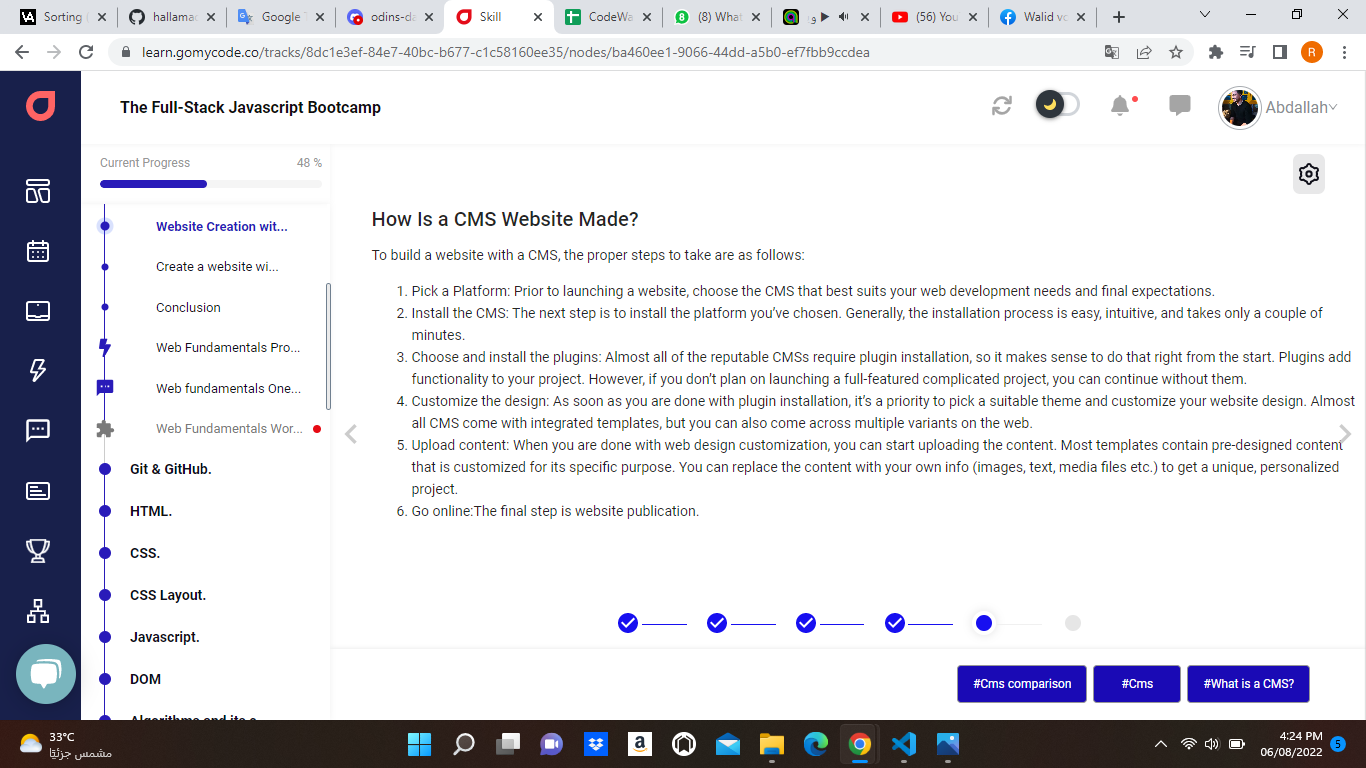 Sorting
hallamac
Google T
odins-da
Skill
CodeWa
(8) What
(56) You
Walid vo
learn.gomycode.co/tracks/8dc1e3ef-84e7-40bc-b677-c1c58160ee35/nodes/ba460ee1-9066-44dd-a5b0-ef7fbb9ccdea
R
The Full-Stack Javascript Bootcamp
Abdallah
Current Progress 48 %
Website Creation wit...
Create a website wi...
Conclusion
Web Fundamentals Pro...
Web fundamentals One...
Web Fundamentals Wor...
Git & GitHub.
HTML.
CSS.
CSS Layout.
Javascript.
DOM
How Is a CMS Website Made?
To build a website with a CMS, the proper steps to take are as follows:
1. Pick a Platform: Prior to launching a website, choose the CMS that best suits your web development needs and final expectations.
2. Install the CMS: The next step is to install the platform you’ve chosen. Generally, the installation process is easy, intuitive, and takes only a couple of
minutes.
3. Choose and install the plugins: Almost all of the reputable CMSs require plugin installation, so it makes sense to do that right from the start. Plugins add
functionality to your project. However, if you don’t plan on launching a full-featured complicated project, you can continue without them.
4. Customize the design: As soon as you are done with plugin installation, it’s a priority to pick a suitable theme and customize your website design. Almost
all CMS come with integrated templates, but you can also come across multiple variants on the web.
5. Upload content: When you are done with web design customization, you can start uploading the content. Most templates contain pre-designed content
that is customized for its specific purpose. You can replace the content with your own info (images, text, media files etc.) to get a unique, personalized
project.
6. Go online:The final step is website publication.
#Cms comparison
#Cms
#What is a CMS?
33°C
مشمس جزئيًا
4:24 PM
06/08/2022
5